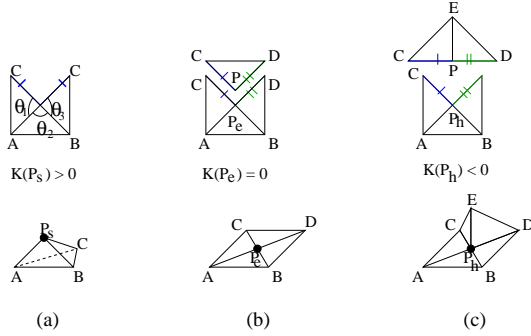 E
C C C D C P D
C P C
θ1 θ3 Pe Ph
θ2
A B A B A B
K(Ps) > 0 K(Pe) = 0 K(Ph) < 0
E
Ps C D C D
C Pe Ph
A B A B A B
(a) (b) (c)